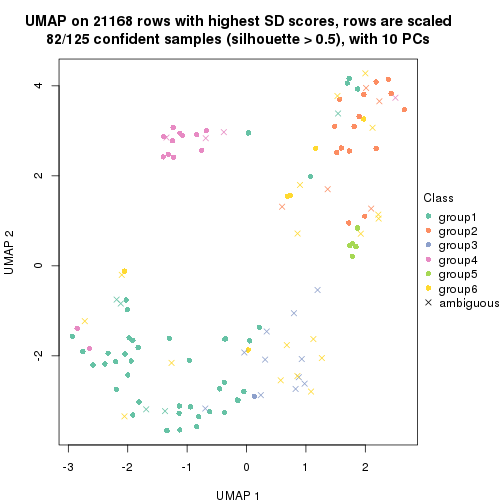 UMAP on 21168 rows with highest SD scores, rows are scaled
82/125 confident samples (silhouette > 0.5), with 10 PCs
4
2
0
-2
UMAP 2
-3 -2 -1 0 1 2
UMAP 1
Class
group1
group2
group3
group4
group5
group6
ambiguous